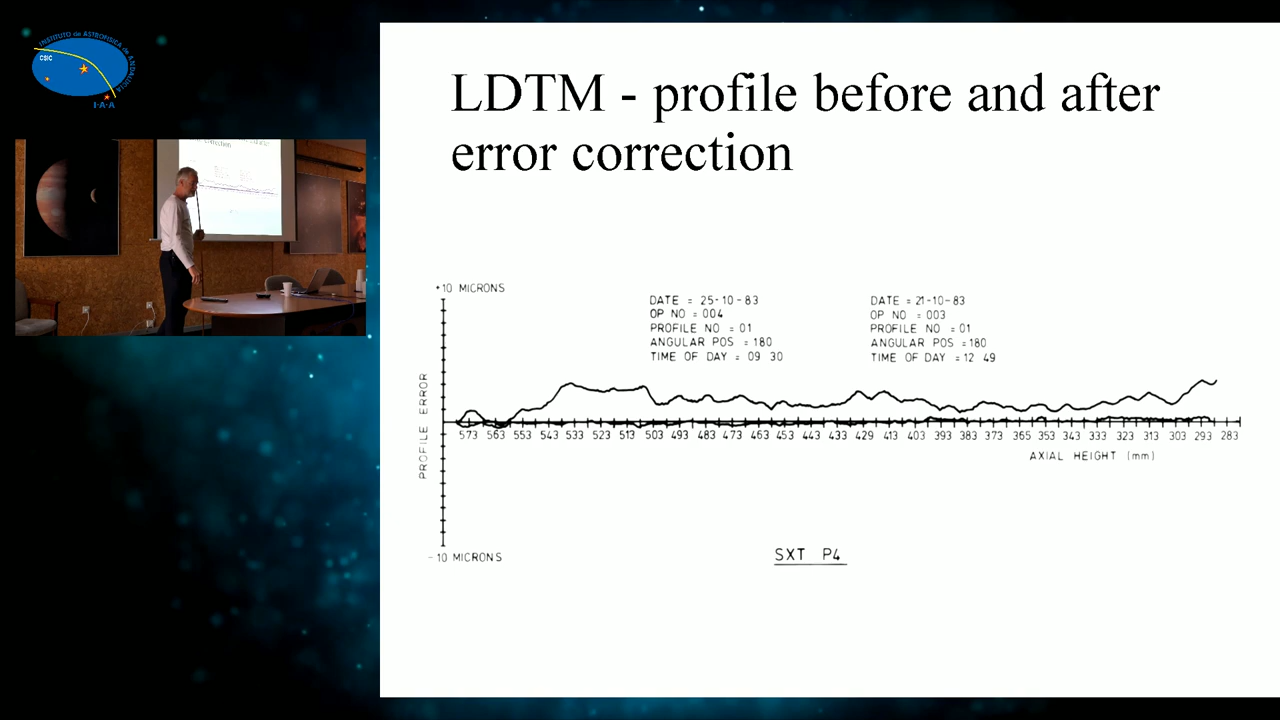 INSTITUTO de ASTROFISICA de ANDALUCIA
CSIC
I·A·A
LDTM - profile before and after
error correction
+10 MICRONS
DATE = 25-10-83
OP NO = 004
PROFILE NO = 01
ANGULAR POS = 180
TIME OF DAY = 09 30
DATE = 21-10-83
OP NO = 003
PROFILE NO = 01
ANGULAR POS = 180
TIME OF DAY = 12 49
PROFILE ERROR
573 563 553 543 533 523 513 503 493 483 473 463 453 443 433 429 413 403 393 383 373 365 353 343 333 323 313 303 293 283
AXIAL HEIGHT (mm)
-10 MICRONS
SXT P4